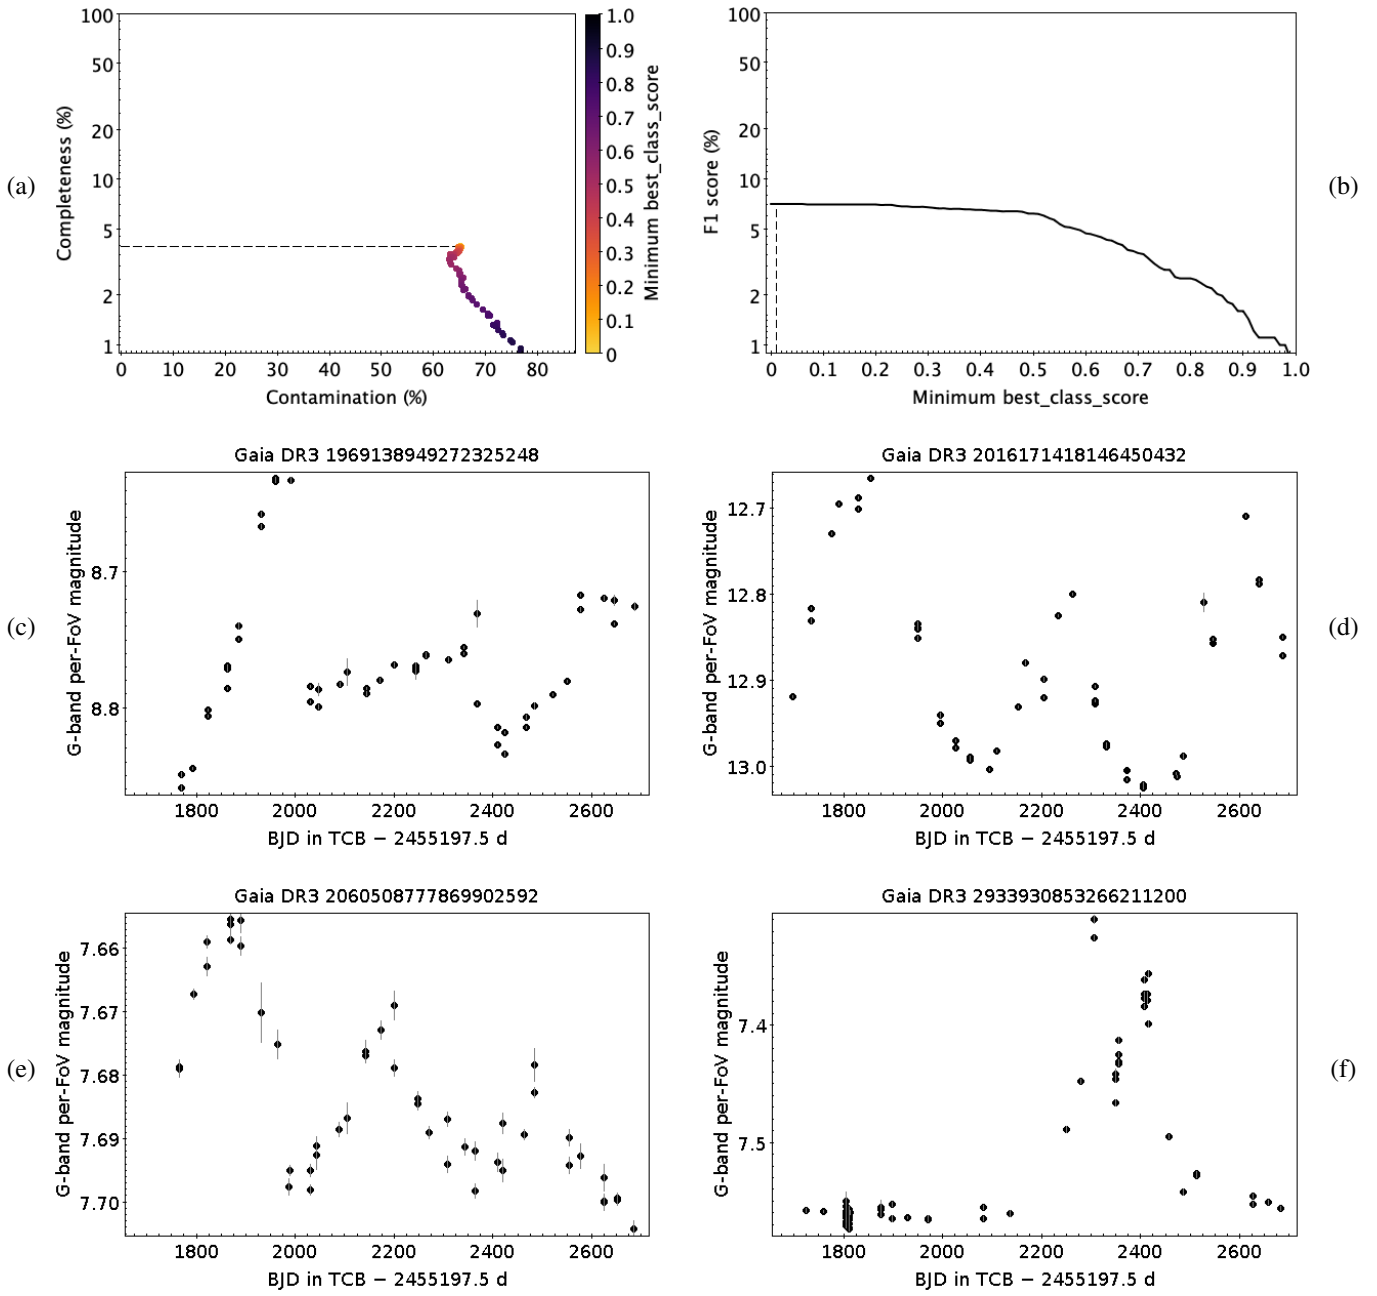 (a)
100
50
20
10
5
2
1
Completeness (%)
0 10 20 30 40 50 60 70 80
Contamination (%)
1.0
0.9
0.8
0.7
0.6
0.5
0.4
0.3
0.2
0.1
0
Minimum best_class_score
(b)
100
50
20
10
5
2
1
F1 score (%)
0 0.1 0.2 0.3 0.4 0.5 0.6 0.7 0.8 0.9 1.0
Minimum best_class_score
(c)
Gaia DR3 1969138949272325248
8.7
8.8
G-band per-FoV magnitude
1800 2000 2200 2400 2600
BJD in TCB − 2455197.5 d
(d)
Gaia DR3 2016171418146450432
12.7
12.8
12.9
13.0
G-band per-FoV magnitude
1800 2000 2200 2400 2600
BJD in TCB − 2455197.5 d
(e)
Gaia DR3 2060508777869902592
7.66
7.67
7.68
7.69
7.70
G-band per-FoV magnitude
1800 2000 2200 2400 2600
BJD in TCB − 2455197.5 d
(f)
Gaia DR3 2933930853266211200
7.4
7.5
G-band per-FoV magnitude
1800 2000 2200 2400 2600
BJD in TCB − 2455197.5 d